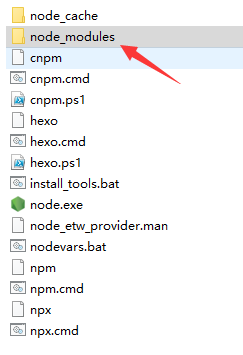 node_cache
node_modules
cnpm
cnpm.cmd
cnpm.ps1
hexo
hexo.cmd
hexo.ps1
install_tools.bat
node.exe
node_etw_provider.man
nodevars.bat
npm
npm.cmd
npx
npx.cmd